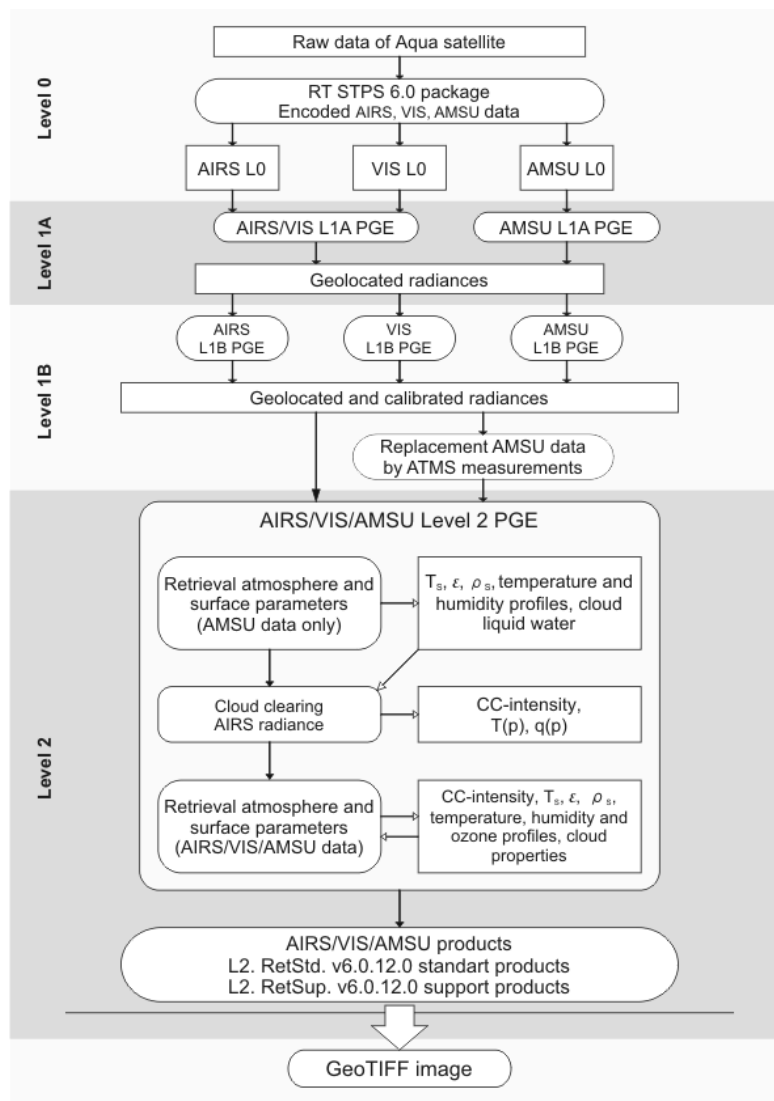 Level 0
Raw data of Aqua satellite
RT STPS 6.0 package
Encoded AIRS, VIS, AMSU data
AIRS L0
VIS L0
AMSU L0
Level 1A
AIRS/VIS L1A PGE
AMSU L1A PGE
Geolocated radiances
Level 1B
AIRS
L1B PGE
VIS
L1B PGE
AMSU
L1B PGE
Geolocated and calibrated radiances
Replacement AMSU data
by ATMS measurements
Level 2
AIRS/VIS/AMSU Level 2 PGE
Retrieval atmosphere and
surface parameters
(AMSU data only)
Tₛ, ε, ρₛ, temperature and
humidity profiles, cloud
liquid water
Cloud clearing
AIRS radiance
CC-intensity,
T(p), q(p)
Retrieval atmosphere and
surface parameters
(AIRS/VIS/AMSU data)
CC-intensity, Tₛ, ε, ρₛ,
temperature, humidity and
ozone profiles, cloud
properties
AIRS/VIS/AMSU products
L2. RetStd. v6.0.12.0 standart products
L2. RetSup. v6.0.12.0 support products
GeoTIFF image